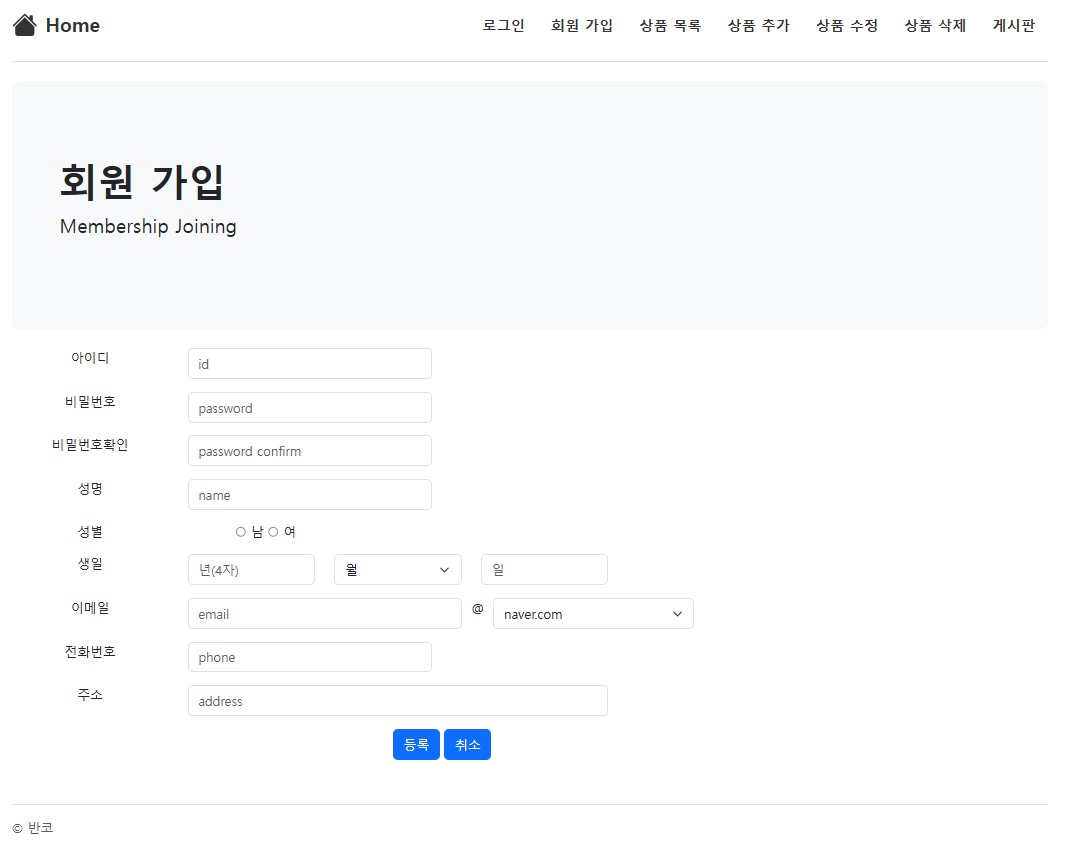 Home 로그인 회원 가입 상품 목록 상품 추가 상품 수정 상품 삭제 게시판
회원 가입
Membership Joining
아이디 id
비밀번호 password
비밀번호확인 password confirm
성명 name
성별 남 여
생일 년(4자) 월 일
이메일 email @ naver.com
전화번호 phone
주소 address
등록 취소
© 반코